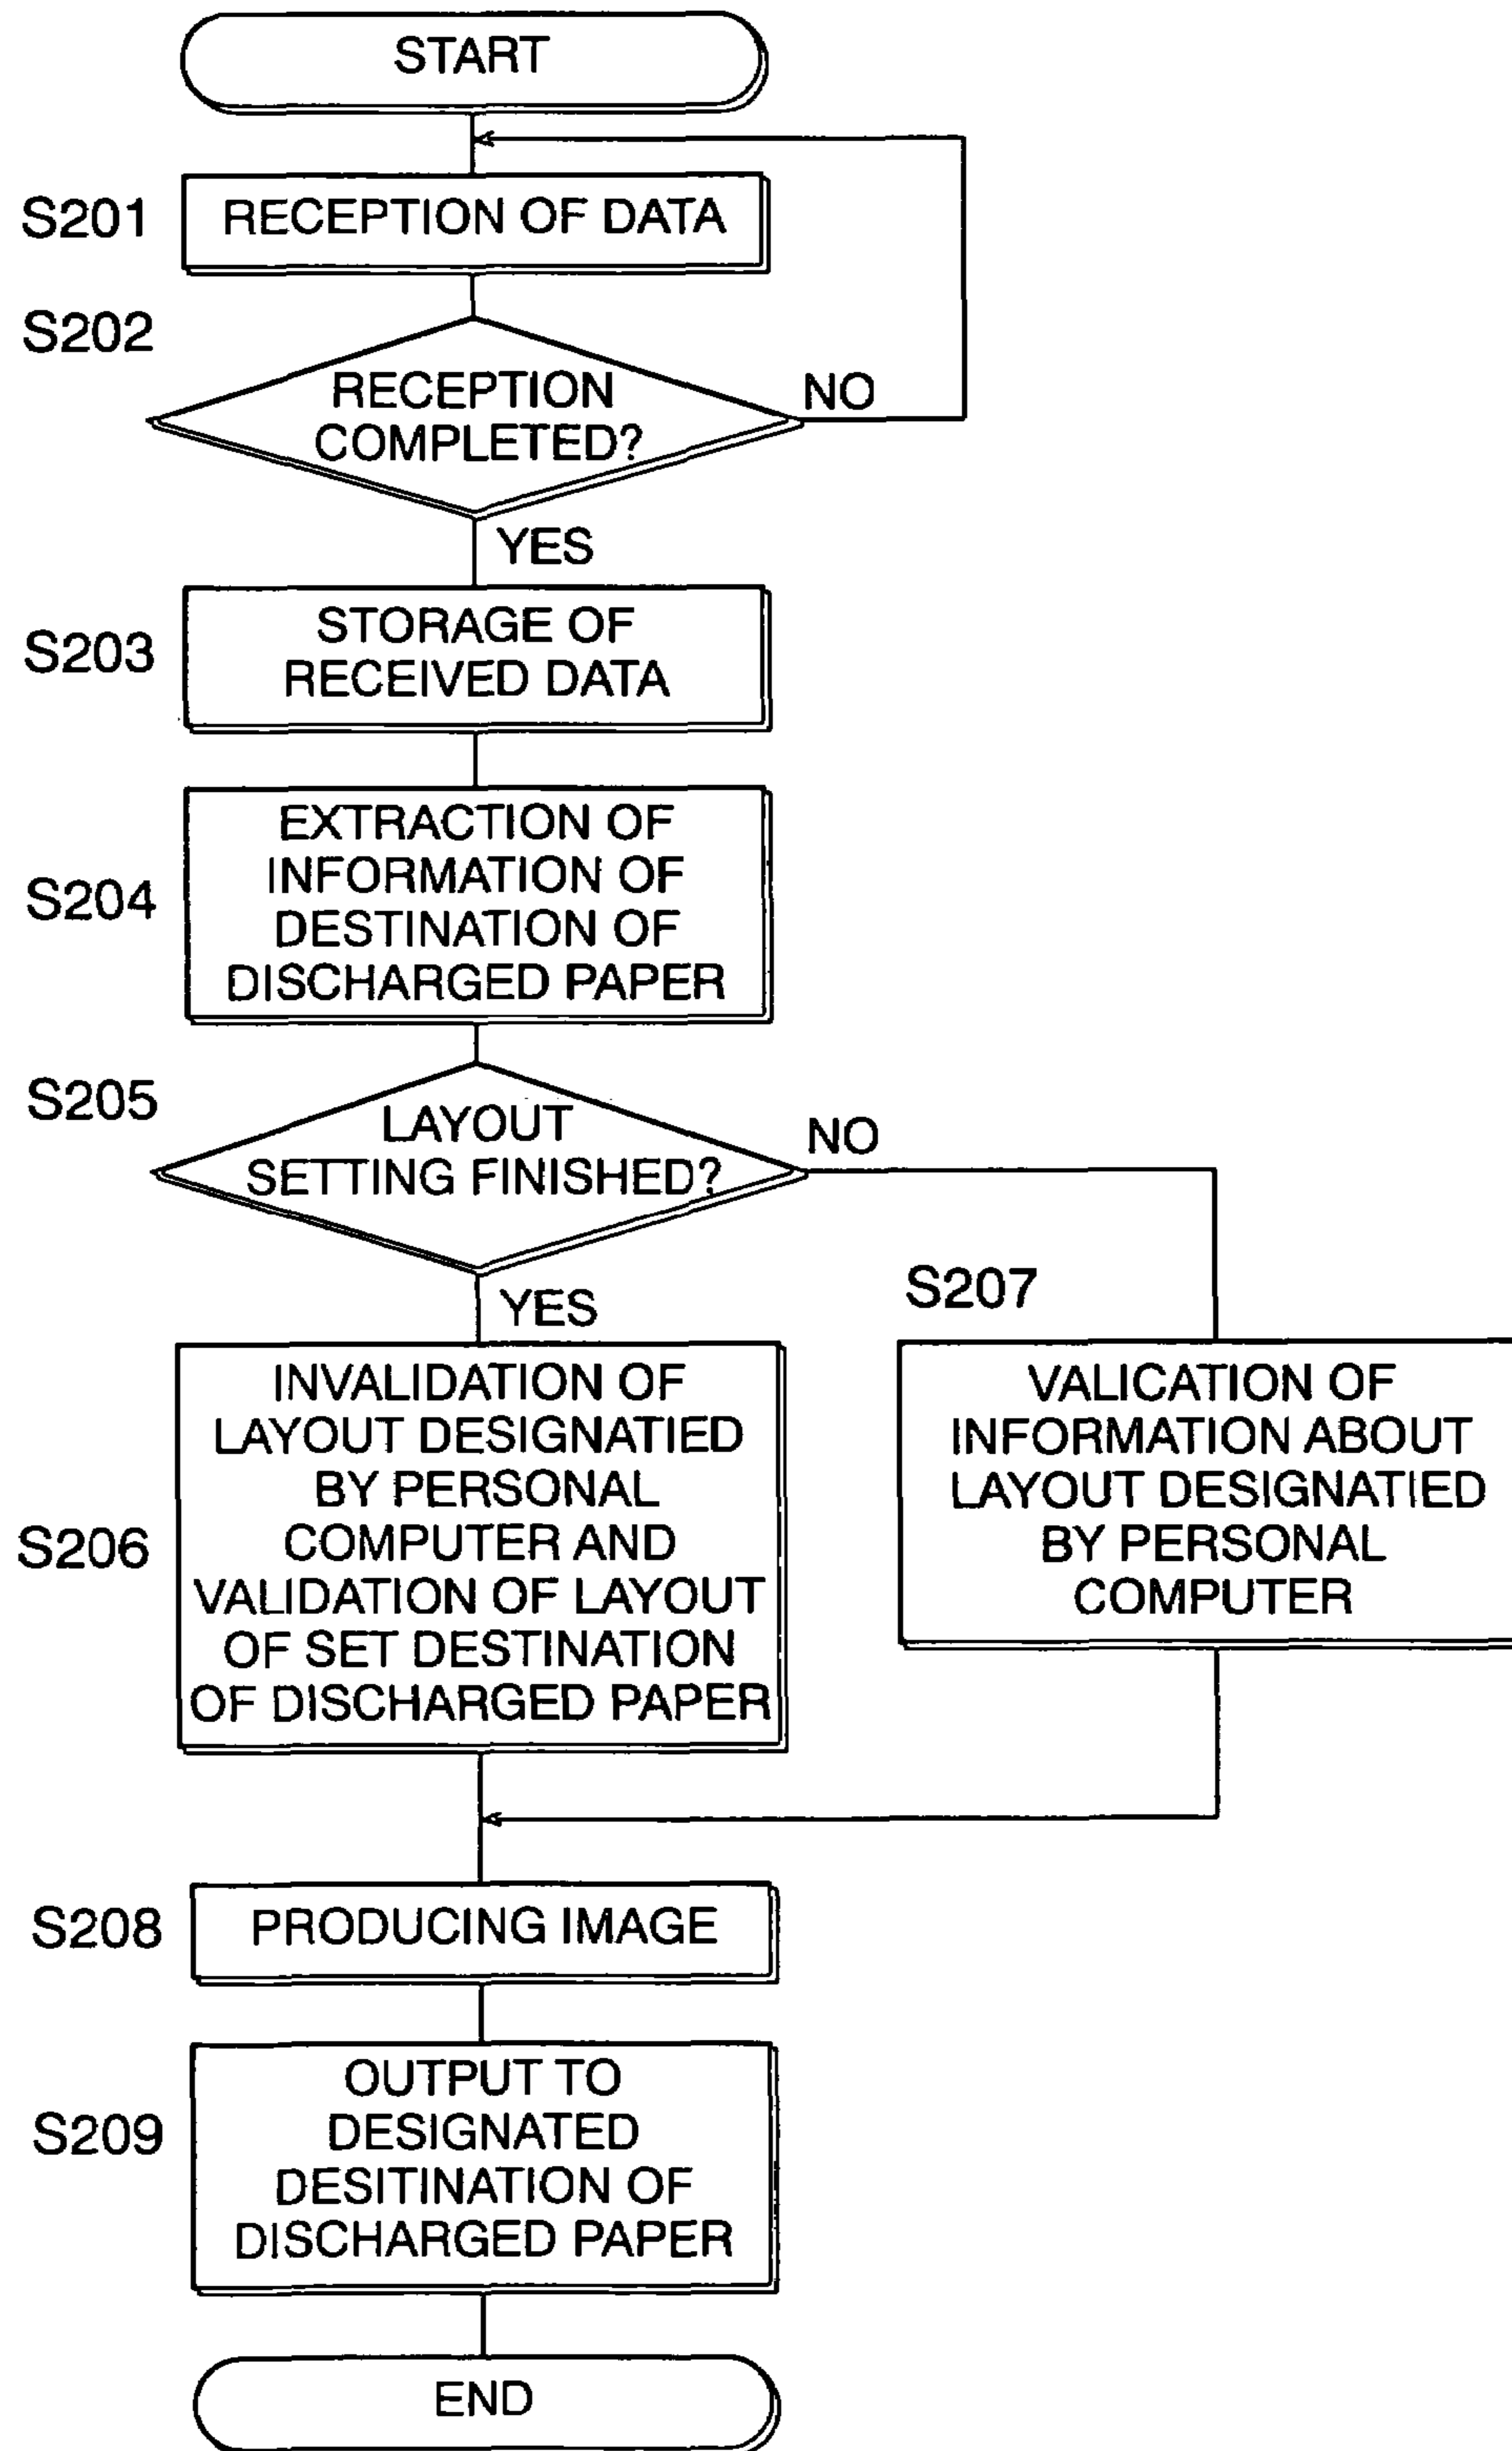 START
S201
RECEPTION OF DATA
S202
RECEPTION
COMPLETED?
NO
YES
S203
STORAGE OF
RECEIVED DATA
S204
EXTRACTION OF
INFORMATION OF
DESTINATION OF
DISCHARGED PAPER
S205
LAYOUT
SETTING FINISHED?
NO
YES
S206
INVALIDATION OF
LAYOUT DESIGNATIED
BY PERSONAL
COMPUTER AND
VALIDATION OF LAYOUT
OF SET DESTINATION
OF DISCHARGED PAPER
S207
VALICATION OF
INFORMATION ABOUT
LAYOUT DESIGNATIED
BY PERSONAL
COMPUTER
S208
PRODUCING IMAGE
S209
OUTPUT TO
DESIGNATED
DESITINATION OF
DISCHARGED PAPER
END